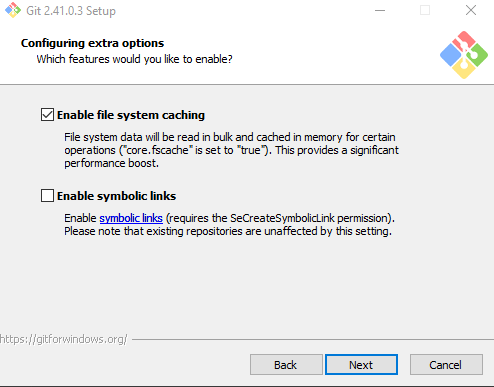 Git 2.41.0.3 Setup
Configuring extra options
Which features would you like to enable?
Enable file system caching
File system data will be read in bulk and cached in memory for certain
operations ("core.fscache" is set to "true"). This provides a significant
performance boost.
Enable symbolic links
Enable symbolic links (requires the SeCreateSymbolicLink permission).
Please note that existing repositories are unaffected by this setting.
https://gitforwindows.org/
Back
Next
Cancel